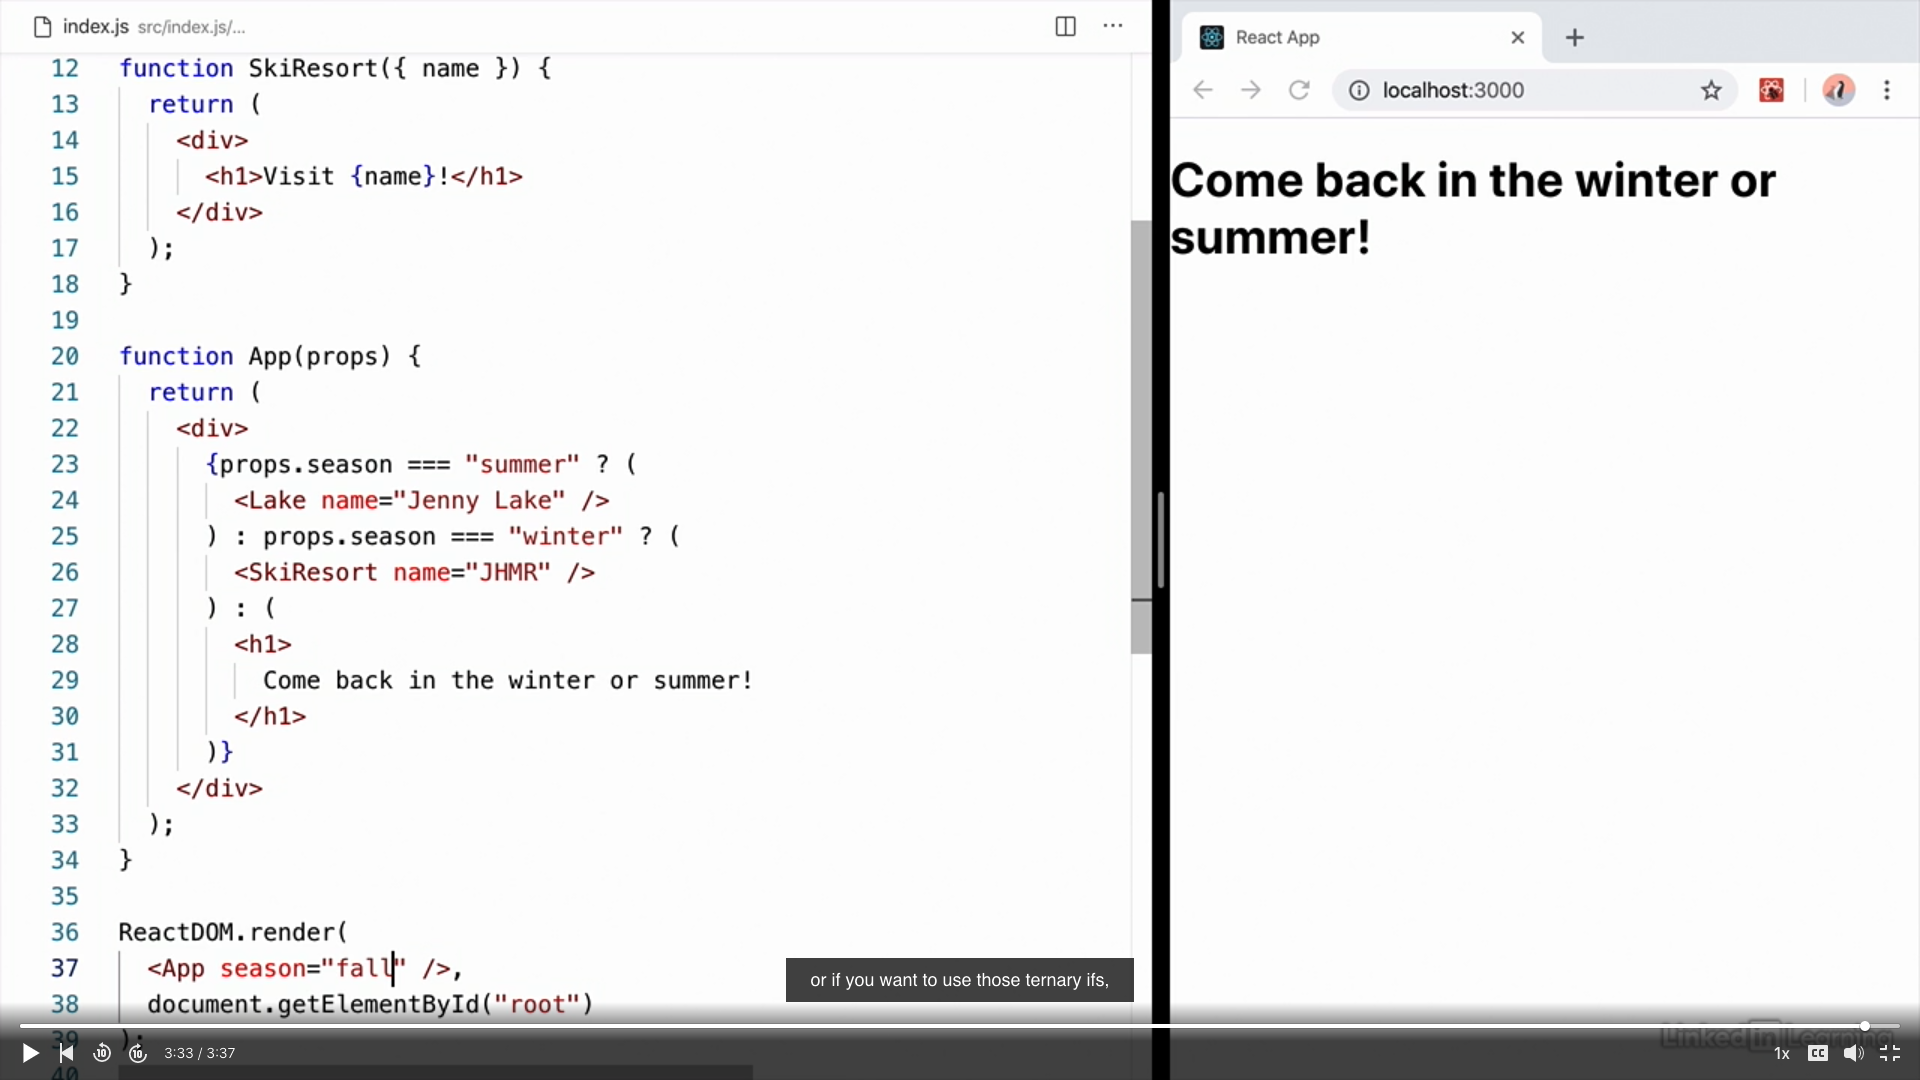 index.js src/index.js/...
12 function SkiResort({ name }) {
13 return (
14 <div>
15 <h1>Visit {name}!</h1>
16 </div>
17 );
18 }
19
20 function App(props) {
21 return (
22 <div>
23 {props.season === "summer" ? (
24 <Lake name="Jenny Lake" />
25 ) : props.season === "winter" ? (
26 <SkiResort name="JHMR" />
27 ) : (
28 <h1>
29 Come back in the winter or summer!
30 </h1>
31 )}
32 </div>
33 );
34 }
35
36 ReactDOM.render(
37 <App season="fall" />,
38 document.getElementById("root")
39 );
40
React App
localhost:3000
Come back in the winter or
summer!
or if you want to use those ternary ifs,
LinkedIn Learning
10 10 3:33 / 3:37
1x CC